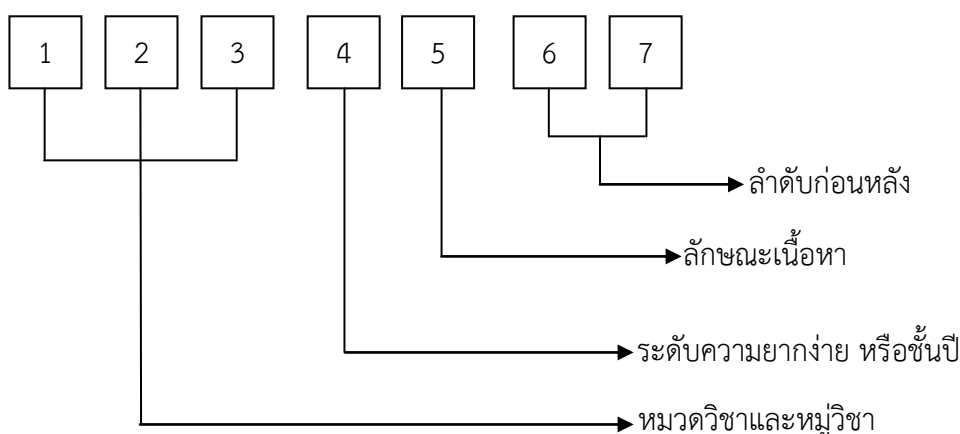 1 2 3 4 5 6 7
ลำดับก่อนหลัง
ลักษณะเนื้อหา
ระดับความยากง่าย หรือชั้นปี
หมวดวิชาและหมู่วิชา